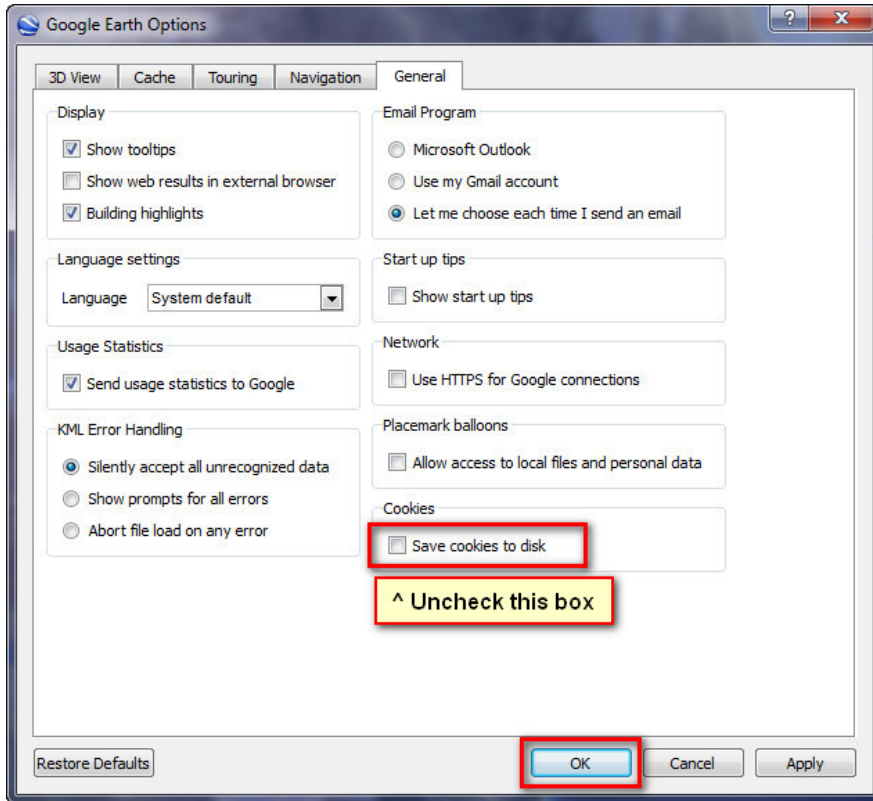 Google Earth Options
3D View Cache Touring Navigation General
Display
Show tooltips
Show web results in external browser
Building highlights
Language settings
Language System default
Usage Statistics
Send usage statistics to Google
KML Error Handling
Silently accept all unrecognized data
Show prompts for all errors
Abort file load on any error
Email Program
Microsoft Outlook
Use my Gmail account
Let me choose each time I send an email
Start up tips
Show start up tips
Network
Use HTTPS for Google connections
Placemark balloons
Allow access to local files and personal data
Cookies
Save cookies to disk
^ Uncheck this box
Restore Defaults OK Cancel Apply